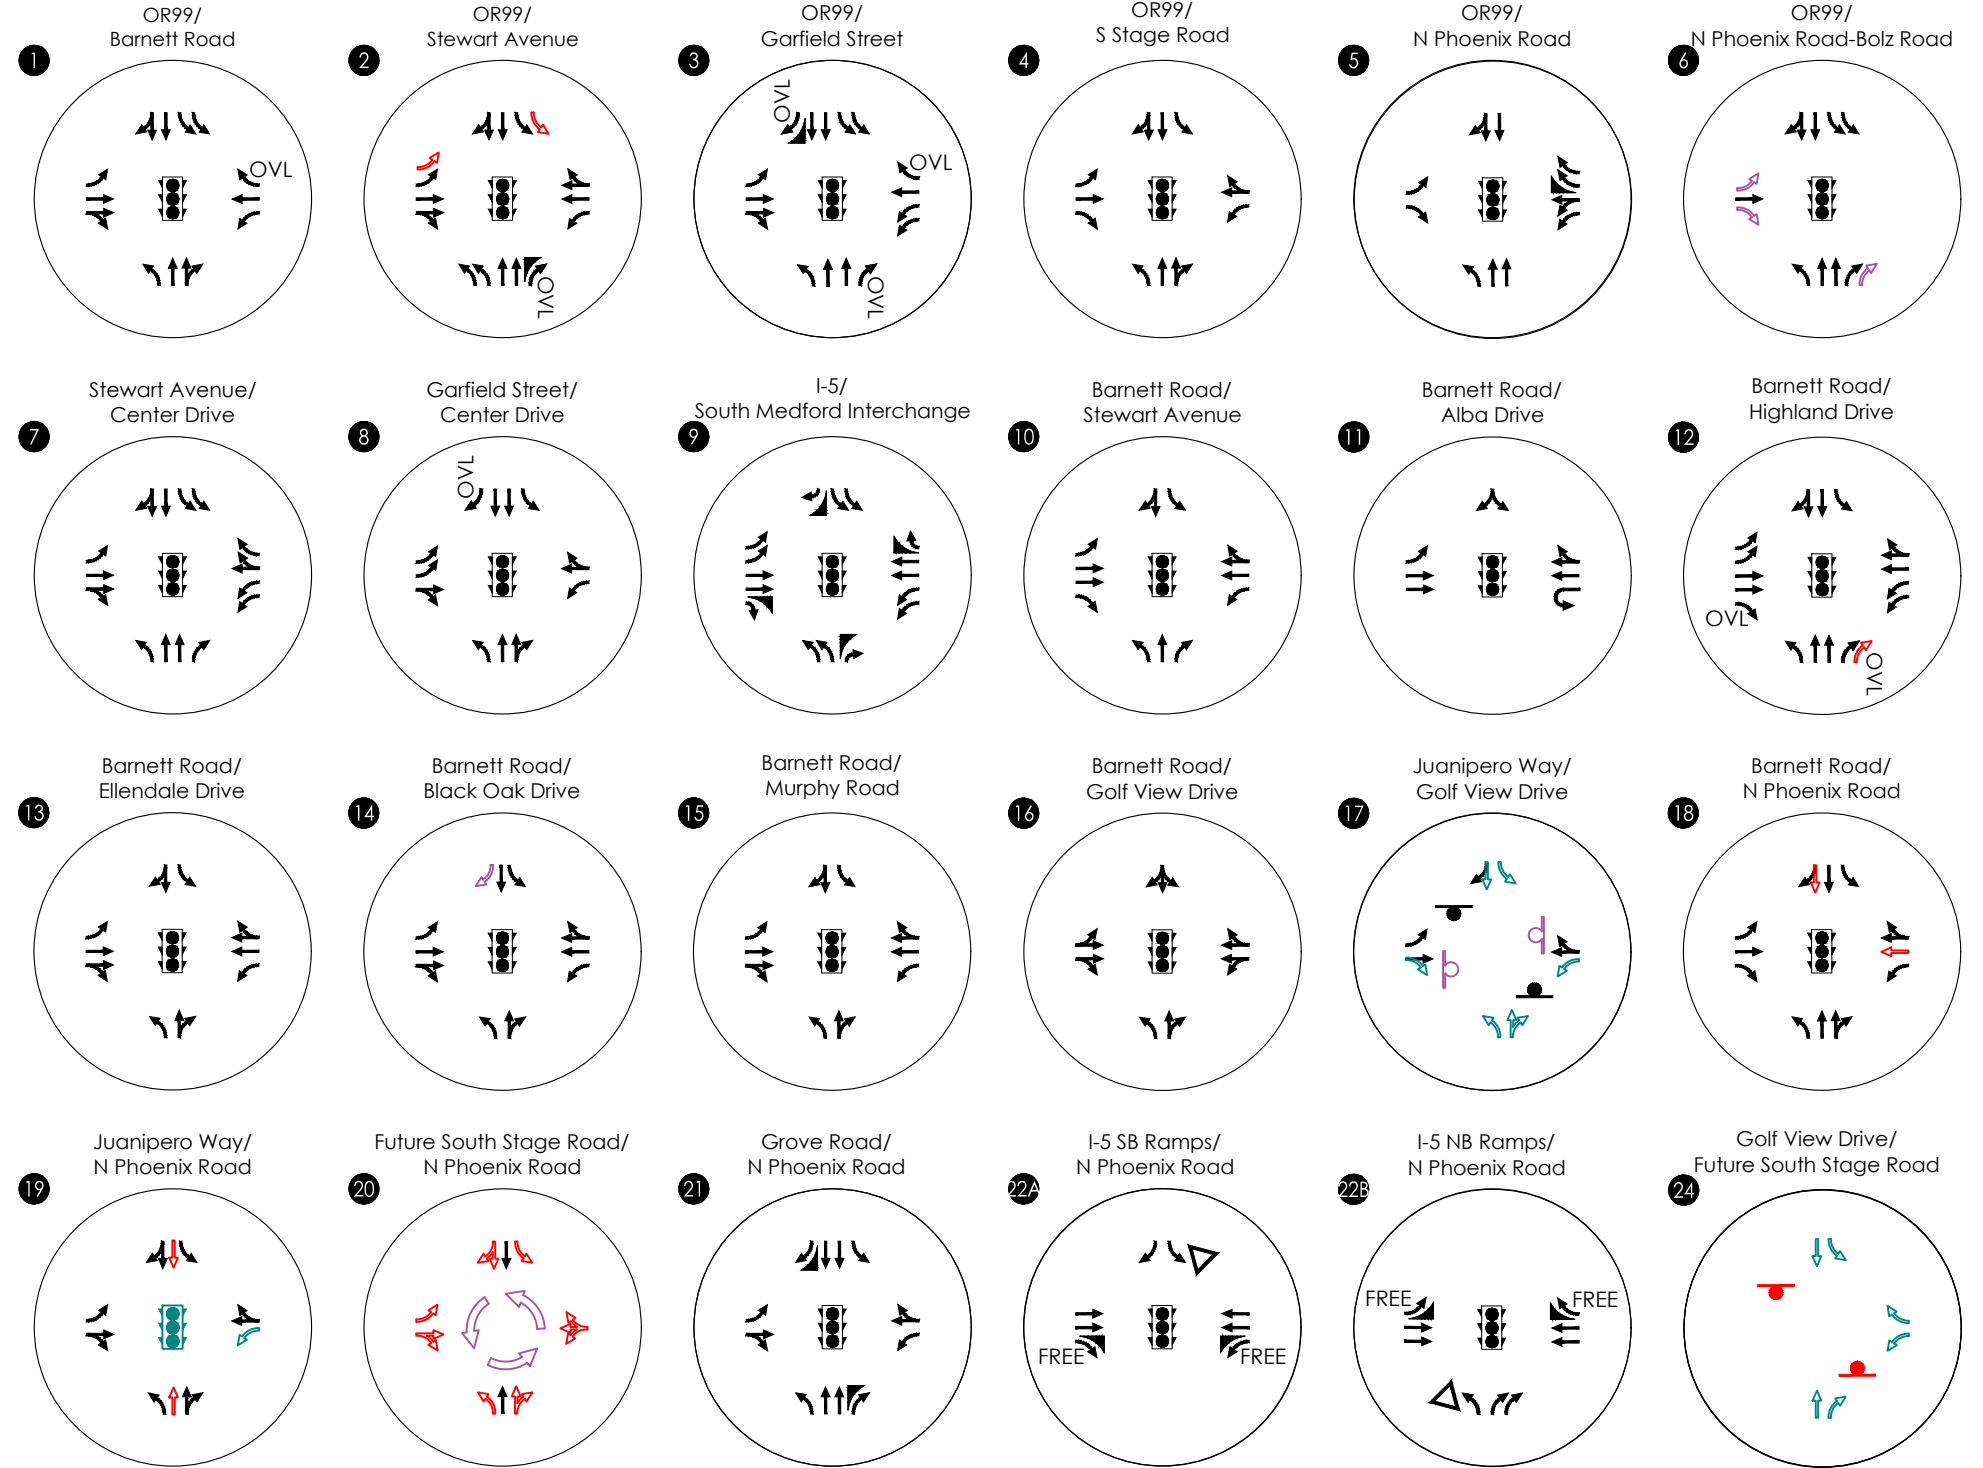 OR99/
Barnett Road
1
OVL
OR99/
Stewart Avenue
2
OVL
OR99/
Garfield Street
3
OVL
OVL
OVL
OR99/
S Stage Road
4
OR99/
N Phoenix Road
5
OR99/
N Phoenix Road-Bolz Road
6
Stewart Avenue/
Center Drive
7
Garfield Street/
Center Drive
8
OVL
I-5/
South Medford Interchange
9
Barnett Road/
Stewart Avenue
10
Barnett Road/
Alba Drive
11
Barnett Road/
Highland Drive
12
OVL
OVL
Barnett Road/
Ellendale Drive
13
Barnett Road/
Black Oak Drive
14
Barnett Road/
Murphy Road
15
Barnett Road/
Golf View Drive
16
Juanipero Way/
Golf View Drive
17
Barnett Road/
N Phoenix Road
18
Juanipero Way/
N Phoenix Road
19
Future South Stage Road/
N Phoenix Road
20
Grove Road/
N Phoenix Road
21
I-5 SB Ramps/
N Phoenix Road
22A
FREE
FREE
I-5 NB Ramps/
N Phoenix Road
22B
FREE
FREE
Golf View Drive/
Future South Stage Road
24